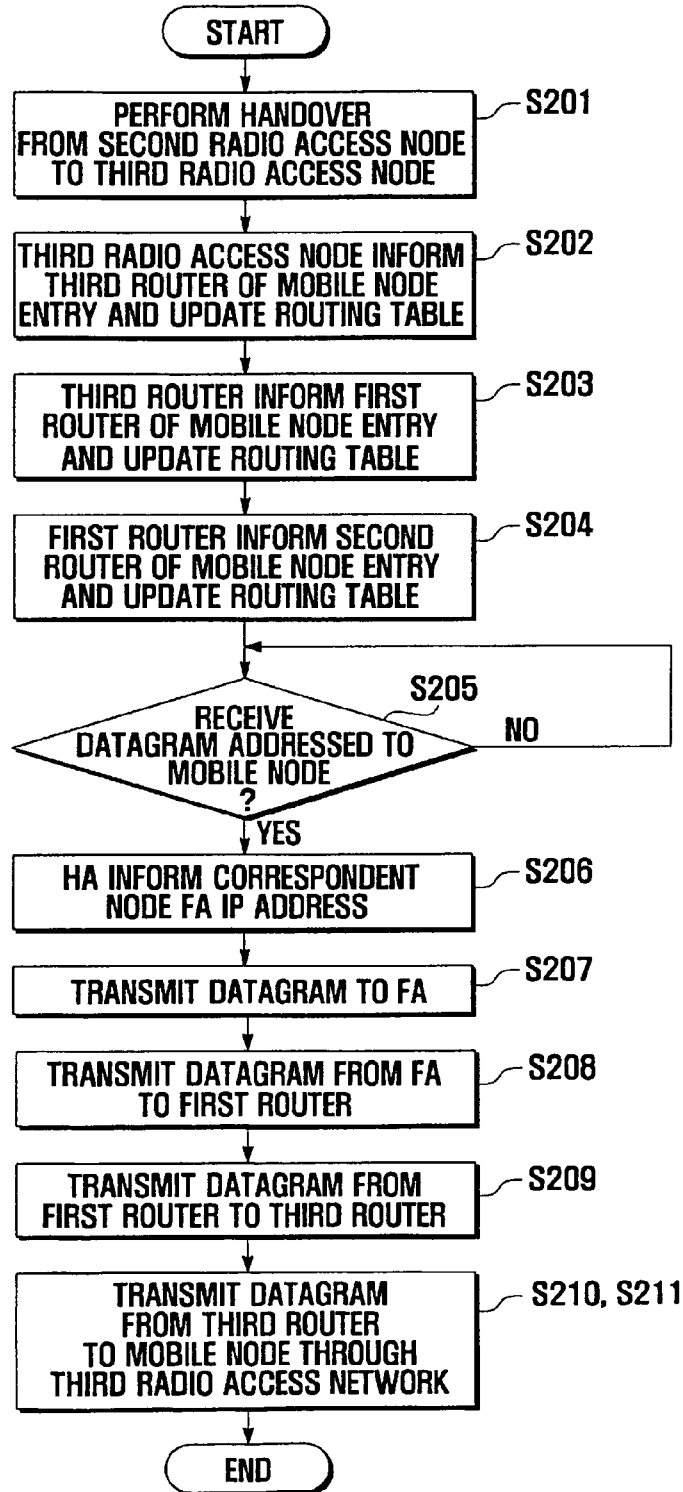 START
PERFORM HANDOVER
FROM SECOND RADIO ACCESS NODE
TO THIRD RADIO ACCESS NODE
S201
THIRD RADIO ACCESS NODE INFORM
THIRD ROUTER OF MOBILE NODE
ENTRY AND UPDATE ROUTING TABLE
S202
THIRD ROUTER INFORM FIRST
ROUTER OF MOBILE NODE ENTRY
AND UPDATE ROUTING TABLE
S203
FIRST ROUTER INFORM SECOND
ROUTER OF MOBILE NODE ENTRY
AND UPDATE ROUTING TABLE
S204
S205
RECEIVE
DATAGRAM ADDRESSED TO
MOBILE NODE
?
NO
YES
HA INFORM CORRESPONDENT
NODE FA IP ADDRESS
S206
TRANSMIT DATAGRAM TO FA
S207
TRANSMIT DATAGRAM FROM FA
TO FIRST ROUTER
S208
TRANSMIT DATAGRAM FROM
FIRST ROUTER TO THIRD ROUTER
S209
TRANSMIT DATAGRAM
FROM THIRD ROUTER
TO MOBILE NODE THROUGH
THIRD RADIO ACCESS NETWORK
S210, S211
END